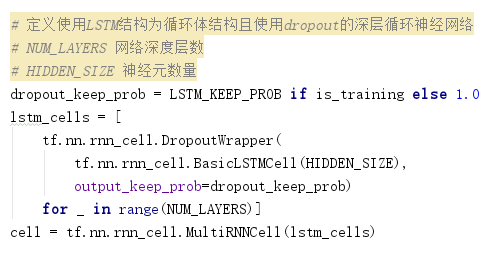 # 定义使用LSTM结构为循环体结构且使用dropout的深层循环神经网络
# NUM_LAYERS 网络深度层数
# HIDDEN_SIZE 神经元数量
dropout_keep_prob = LSTM_KEEP_PROB if is_training else 1.0
lstm_cells = [
    tf.nn.rnn_cell.DropoutWrapper(
        tf.nn.rnn_cell.BasicLSTMCell(HIDDEN_SIZE),
        output_keep_prob=dropout_keep_prob)
    for _ in range(NUM_LAYERS)]
cell = tf.nn.rnn_cell.MultiRNNCell(lstm_cells)